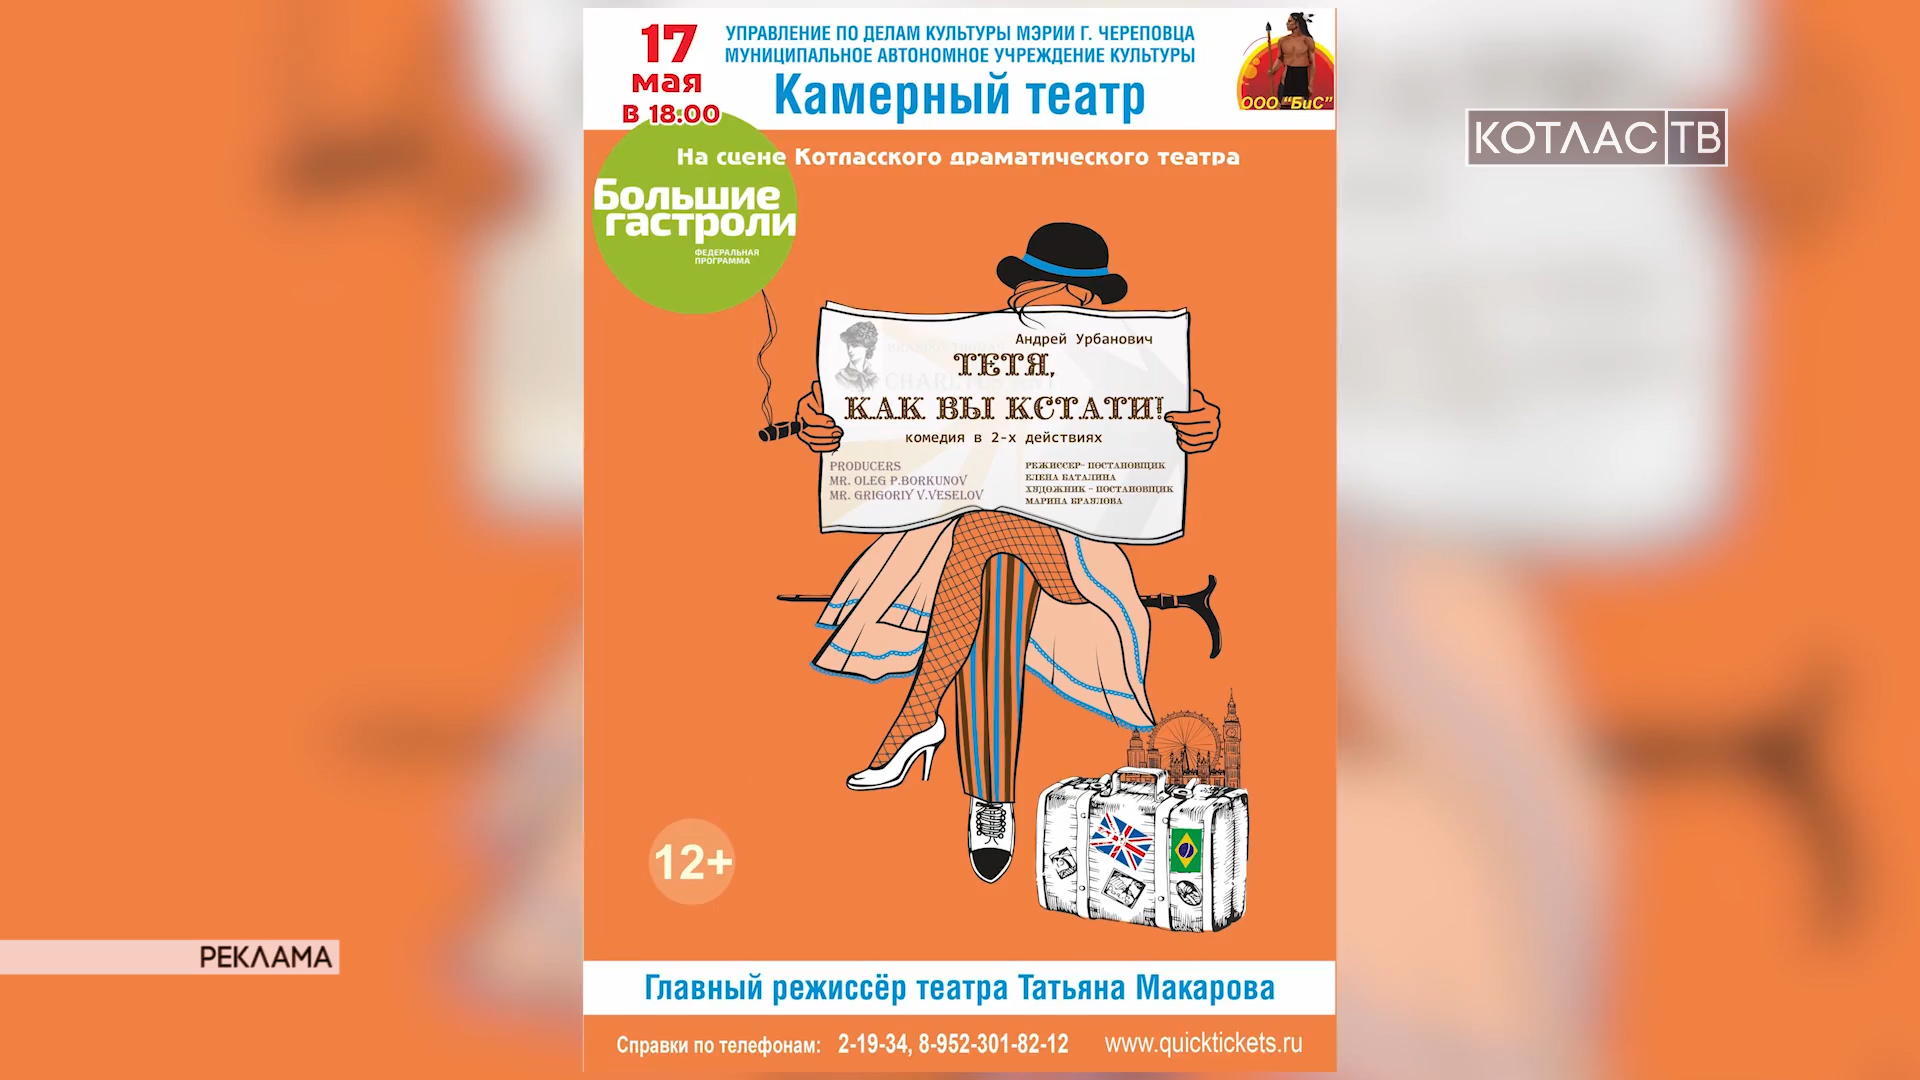 17
мая
в 18:00
УПРАВЛЕНИЕ ПО ДЕЛАМ КУЛЬТУРЫ МЭРИИ Г. ЧЕРЕПОВЦА
МУНИЦИПАЛЬНОЕ АВТОНОМНОЕ УЧРЕЖДЕНИЕ КУЛЬТУРЫ
Камерный театр
ООО "БиС"
КОТЛАС ТВ
На сцене Котласского драматического театра
Большие
гастроли
ФЕДЕРАЛЬНАЯ
ПРОГРАММА
Андрей Урбанович
ТЕТЯ,
КАК ВЫ КСТАТИ!
комедия в 2-х действиях
PRODUCERS
MR. OLEG P.BORKUNOV
MR. GRIGORIY V.VESELOV
РЕЖИССЕР- ПОСТАНОВЩИК
ЕЛЕНА БАТАЛИНА
ХУДОЖНИК - ПОСТАНОВЩИК
МАРИНА БРАУЛОВА
12+
РЕКЛАМА
Главный режиссёр театра Татьяна Макарова
Справки по телефонам: 2-19-34, 8-952-301-82-12 www.quicktickets.ru